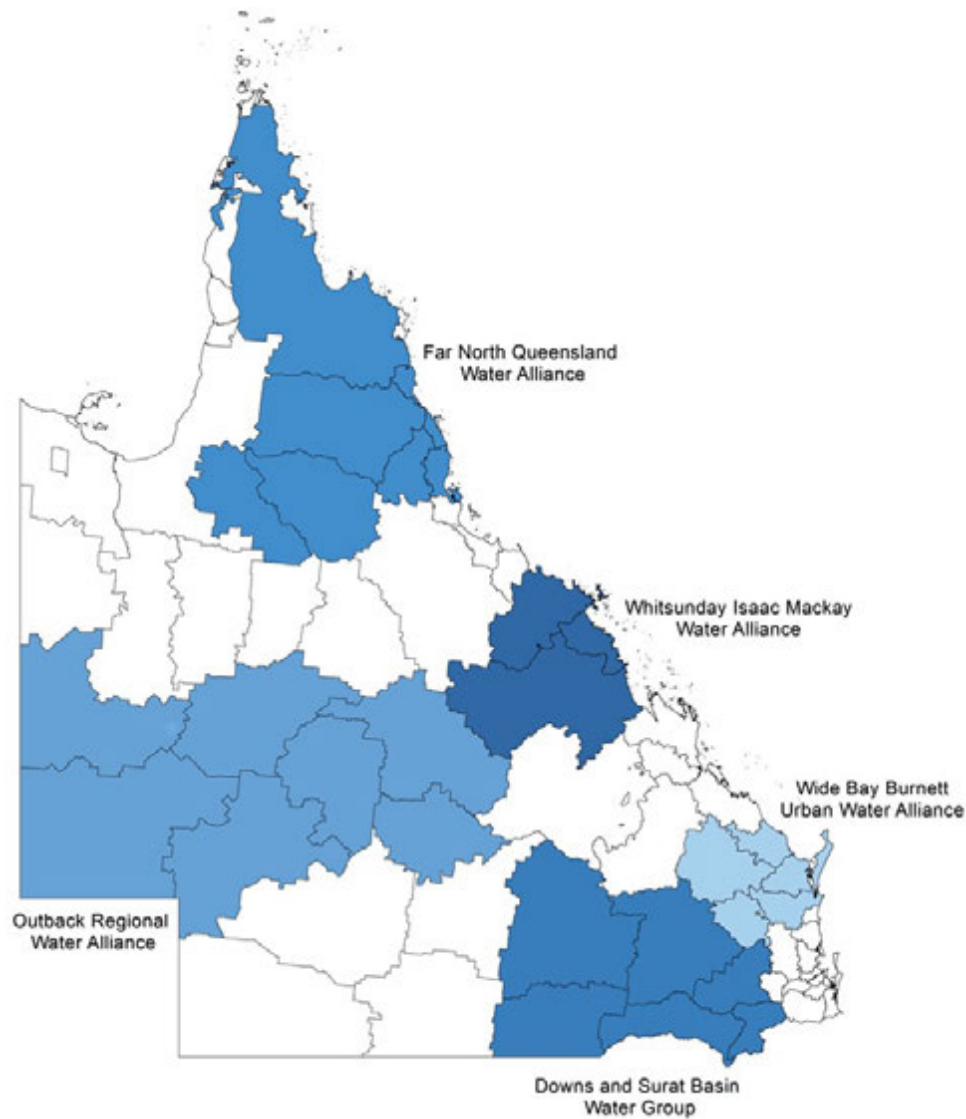 Far North Queensland
Water Alliance
Whitsunday Isaac Mackay
Water Alliance
Wide Bay Burnett
Urban Water Alliance
Outback Regional
Water Alliance
Downs and Surat Basin
Water Group